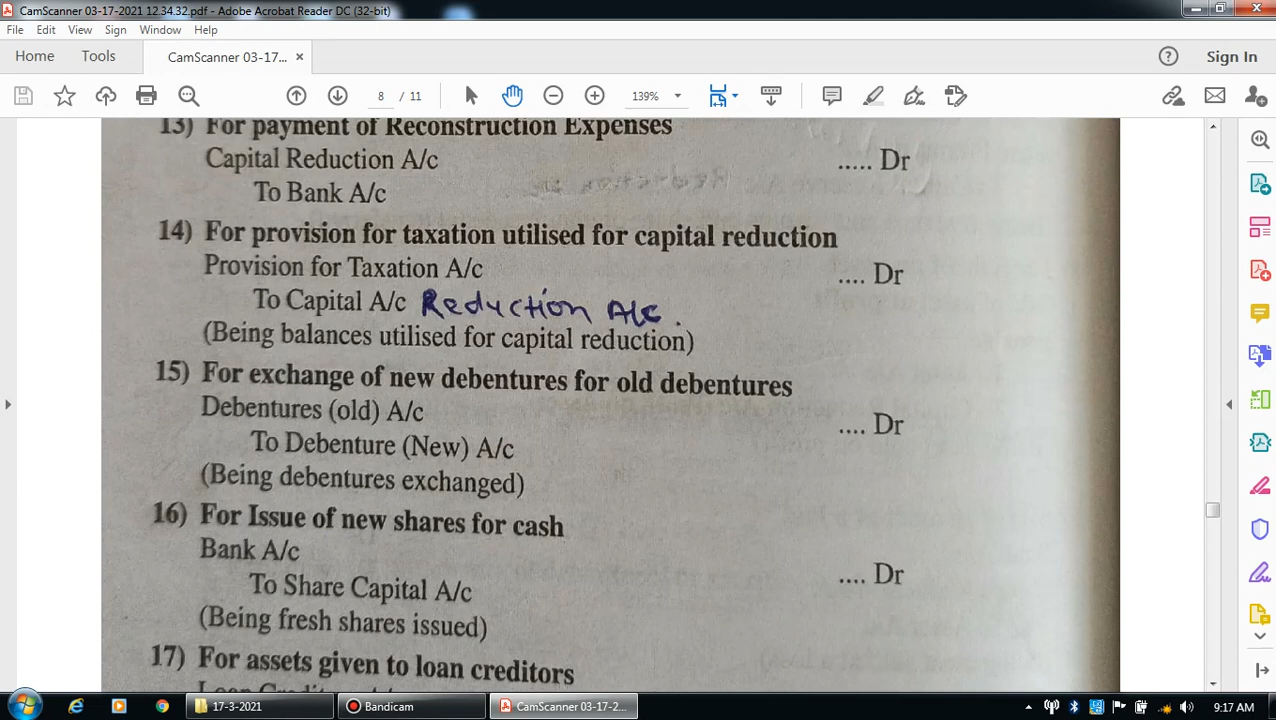 CamScanner 03-17-2021 12.34.32.pdf - Adobe Acrobat Reader DC (32-bit)
File Edit View Sign Window Help
Home Tools CamScanner 03-17... × Sign In
8 / 11 139%
13) For payment of Reconstruction Expenses
Capital Reduction A/c ..... Dr
To Bank A/c
14) For provision for taxation utilised for capital reduction
Provision for Taxation A/c .... Dr
To Capital A/c Reduction A/c.
(Being balances utilised for capital reduction)
15) For exchange of new debentures for old debentures
Debentures (old) A/c .... Dr
To Debenture (New) A/c
(Being debentures exchanged)
16) For Issue of new shares for cash
Bank A/c .... Dr
To Share Capital A/c
(Being fresh shares issued)
17) For assets given to loan creditors
17-3-2021 Bandicam CamScanner 03-17-2... 9:17 AM